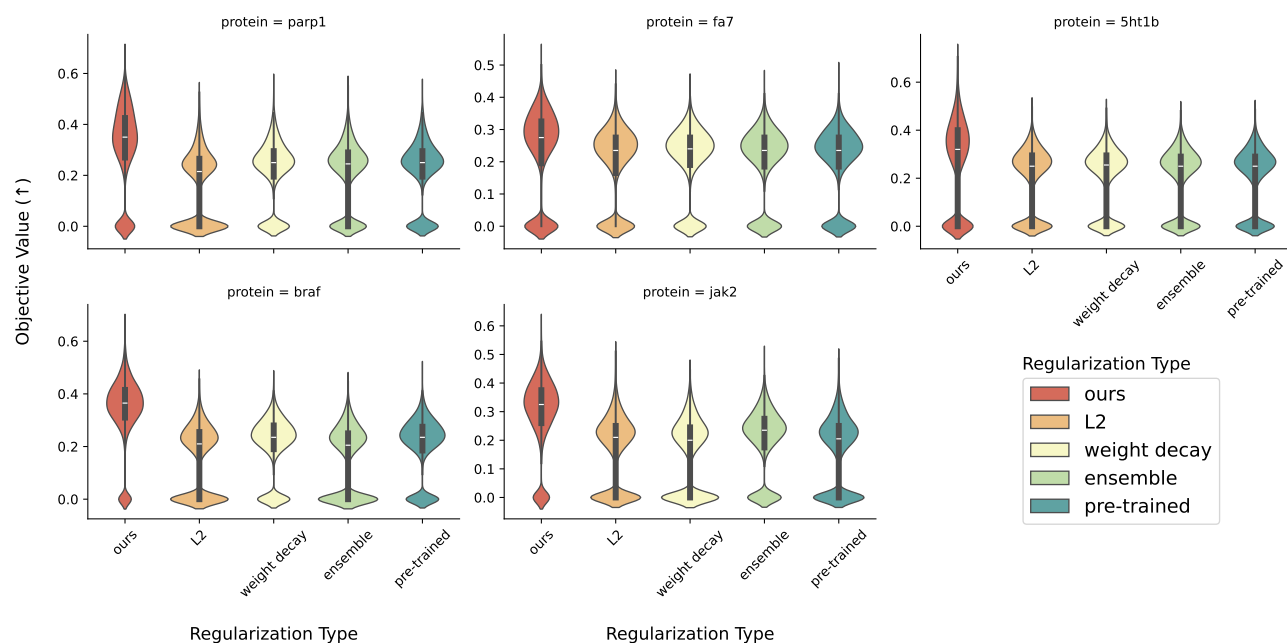 protein = parp1
protein = fa7
protein = 5ht1b
Objective Value (↑)
0.6
0.4
0.2
0.0
0.5
0.4
0.3
0.2
0.1
0.0
0.6
0.4
0.2
0.0
ours
L2
weight decay
ensemble
pre-trained
protein = braf
protein = jak2
0.6
0.4
0.2
0.0
0.6
0.5
0.4
0.3
0.2
0.1
0.0
ours
L2
weight decay
ensemble
pre-trained
ours
L2
weight decay
ensemble
pre-trained
Regularization Type
Regularization Type
Regularization Type
ours
L2
weight decay
ensemble
pre-trained